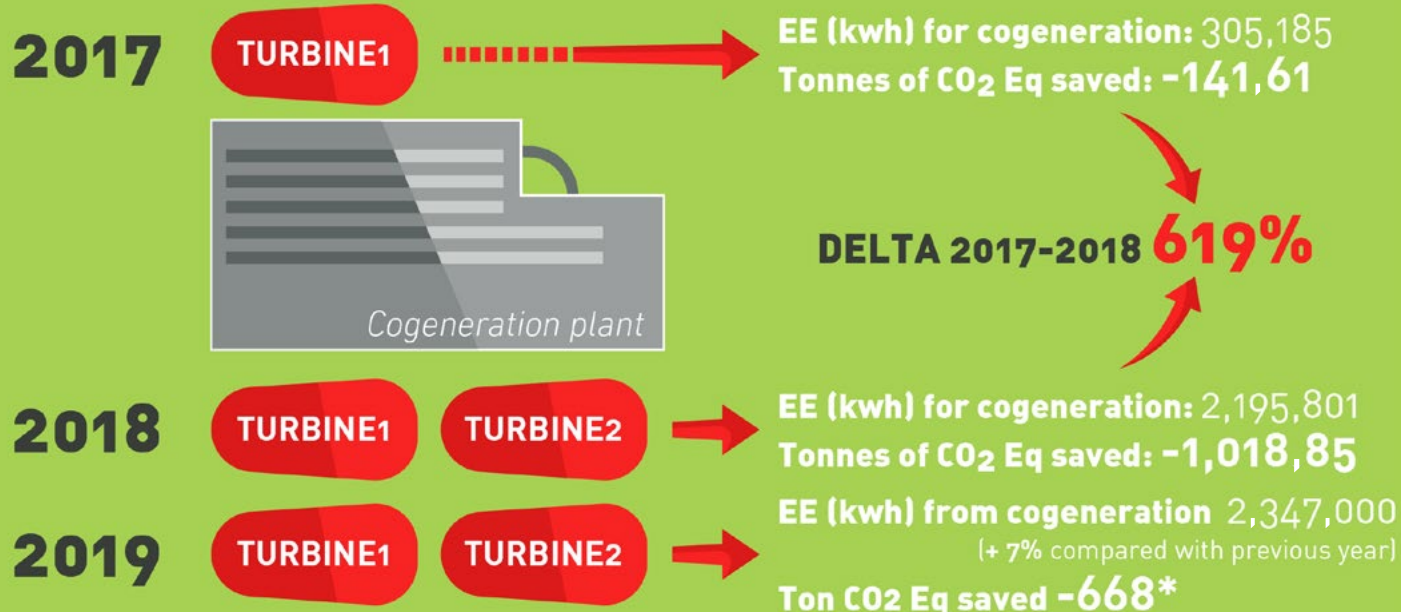 2017
TURBINE1
EE (kwh) for cogeneration: 305,185
Tonnes of CO2 Eq saved: -141,61
Cogeneration plant
DELTA 2017-2018 619%
2018
TURBINE1
TURBINE2
EE (kwh) for cogeneration: 2,195,801
Tonnes of CO2 Eq saved: -1,018,85
2019
TURBINE1
TURBINE2
EE (kwh) from cogeneration 2,347,000
(+ 7% compared with previous year)
Ton CO2 Eq saved -668*